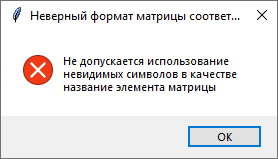 Неверный формат матрицы соответ...
Не допускается использование
невидимых символов в качестве
название элемента матрицы
OK